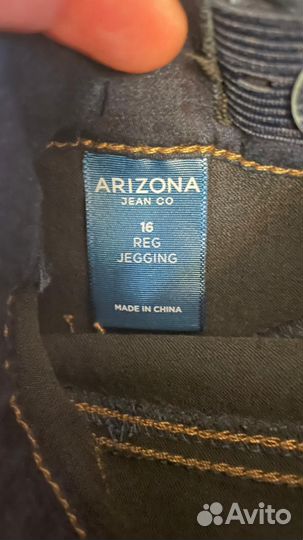 ARIZONA
JEAN CO
16
REG
JEGGING
MADE IN CHINA
Avito